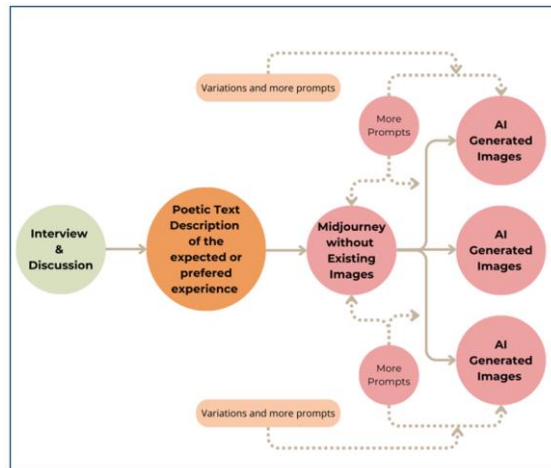 Variations and more prompts
More
Prompts
AI
Generated
Images
Interview
&
Discussion
Poetic Text
Description
of the
expected or
prefered
experience
Midjourney
without
Existing
Images
AI
Generated
Images
More
Prompts
AI
Generated
Images
Variations and more prompts